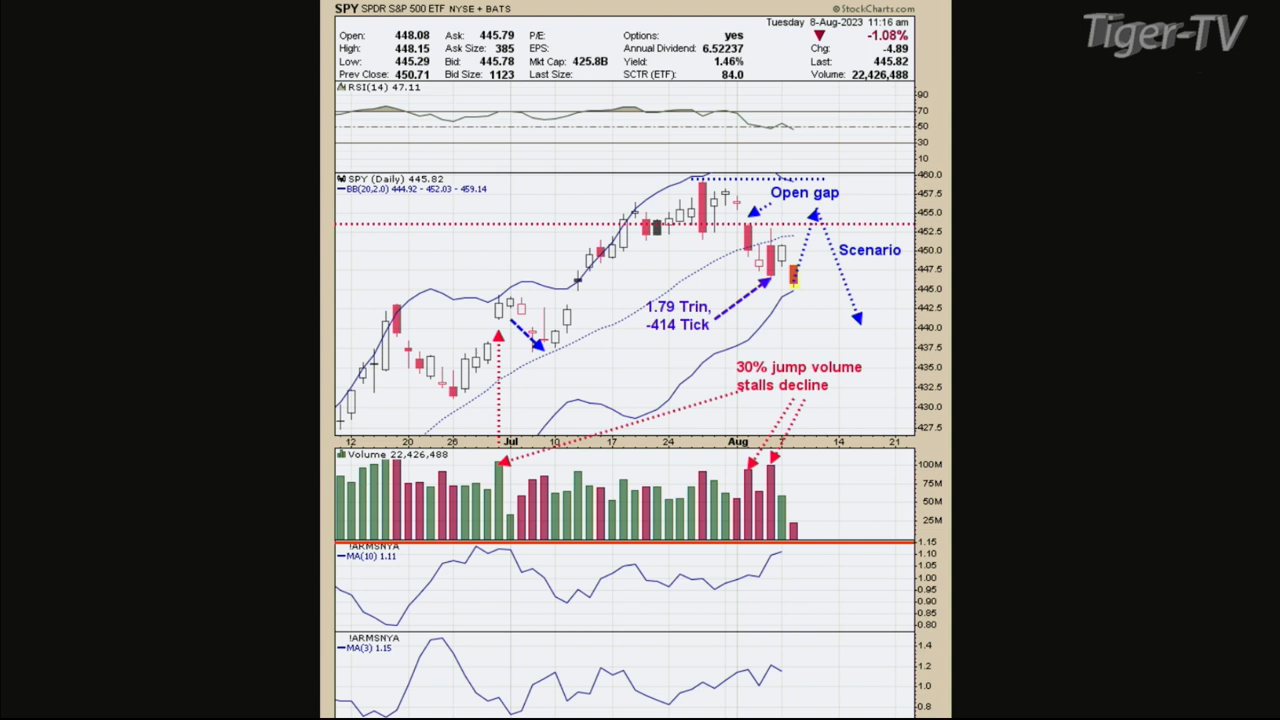 SPY SPDR S&P 500 ETF NYSE + BATS © StockCharts.com
Tiger-TV
Tuesday 8-Aug-2023 11:16 am
Open: 448.08 Ask: 445.79 P/E: Options: yes -1.08%
High: 448.15 Ask Size: 385 EPS: Annual Dividend: 6.52237 Chg: -4.89
Low: 445.29 Bid: 445.78 Mkt Cap: 425.8B Yield: 1.46% Last: 445.82
Prev Close: 450.71 Bid Size: 1123 Last Size: SCTR (ETF): 84.0 Volume: 22,426,488
RSI(14) 47.11
90
70
50
30
10
SPY (Daily) 445.82
BB(20,2.0) 444.92 - 452.03 - 459.14
460.0
457.5
455.0
452.5
450.0
447.5
445.0
442.5
440.0
437.5
435.0
432.5
430.0
427.5
Open gap
Scenario
1.79 Trin,
-414 Tick
30% jump volume
stalls decline
12 20 26 Jul 10 17 24 Aug 7 14 21
Volume 22,426,488
100M
75M
50M
25M
!ARMSNYA
MA(10) 1.11
1.15
1.10
1.05
1.00
0.95
0.90
0.85
0.80
!ARMSNYA
MA(3) 1.15
1.4
1.2
1.0
0.8